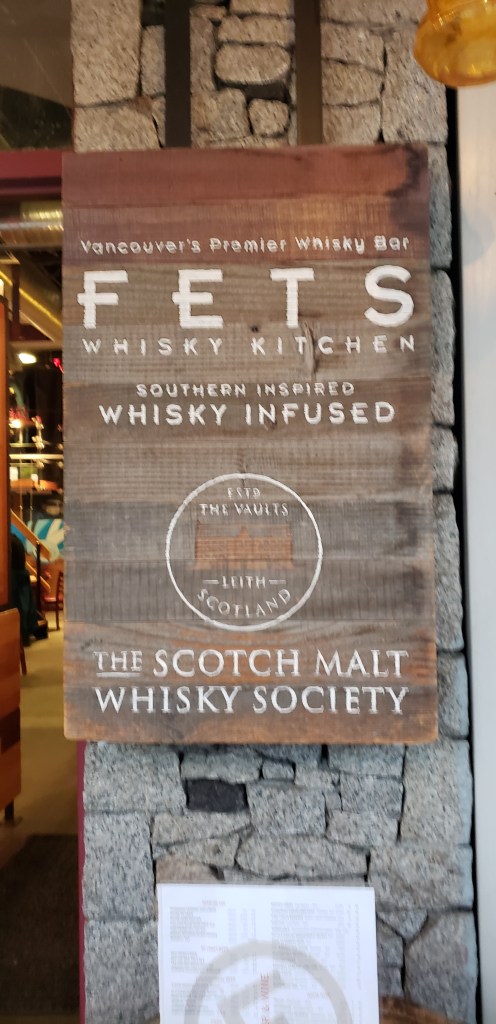 Vancouver's Premier Whisky Bar
FETS
WHISKY KITCHEN
SOUTHERN INSPIRED
WHISKY INFUSED
ESTD
THE VAULTS
LEITH
SCOTLAND
THE SCOTCH MALT
WHISKY SOCIETY